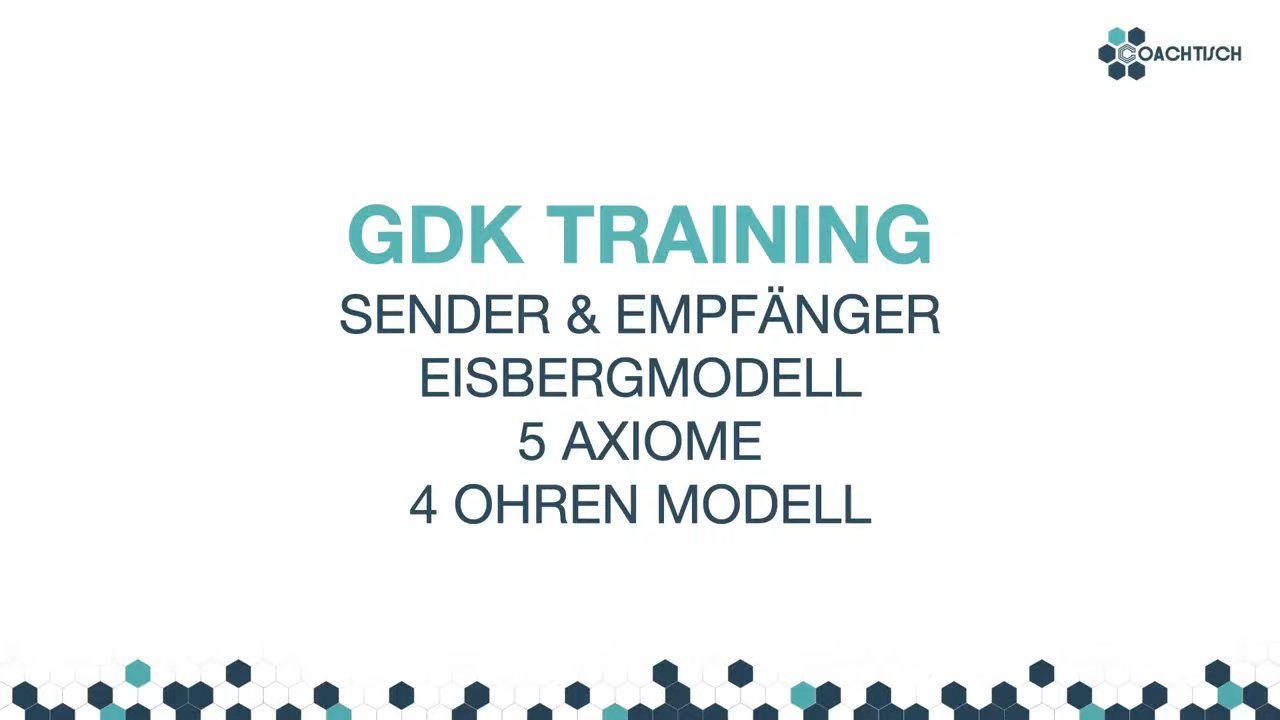 COACHTISCH
GDK TRAINING
SENDER & EMPFÄNGER
EISBERGMODELL
5 AXIOME
4 OHREN MODELL